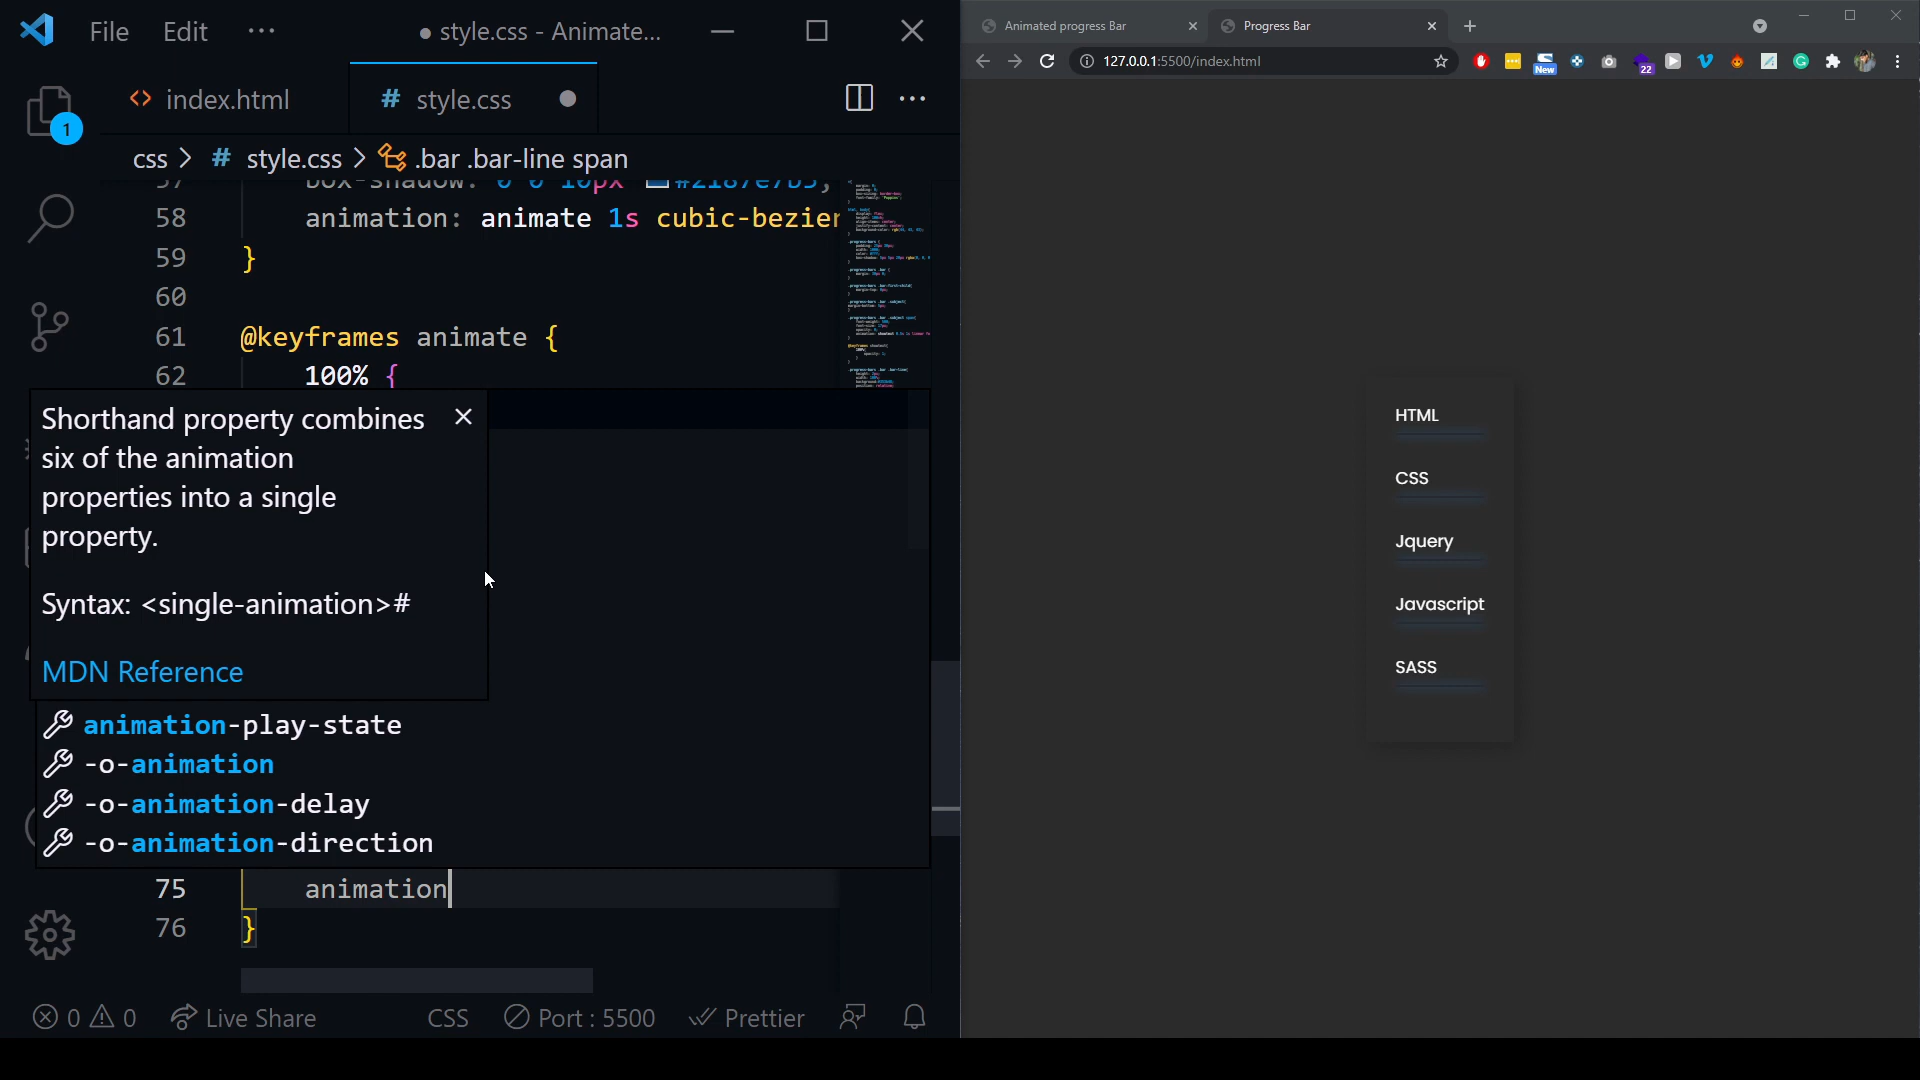 File Edit ··· ● style.css - Animate...
index.html # style.css
css > # style.css > .bar .bar-line span
58 animation: animate 1s cubic-bezier
59 }
60
61 @keyframes animate {
62 100% {
Shorthand property combines
six of the animation
properties into a single
property.
Syntax: <single-animation>#
MDN Reference
animation-play-state
-o-animation
-o-animation-delay
-o-animation-direction
75 animation
76 }
1
0 0 Live Share CSS Port : 5500 Prettier
Animated progress Bar Progress Bar
127.0.0.1:5500/index.html
New
22
HTML
CSS
Jquery
Javascript
SASS